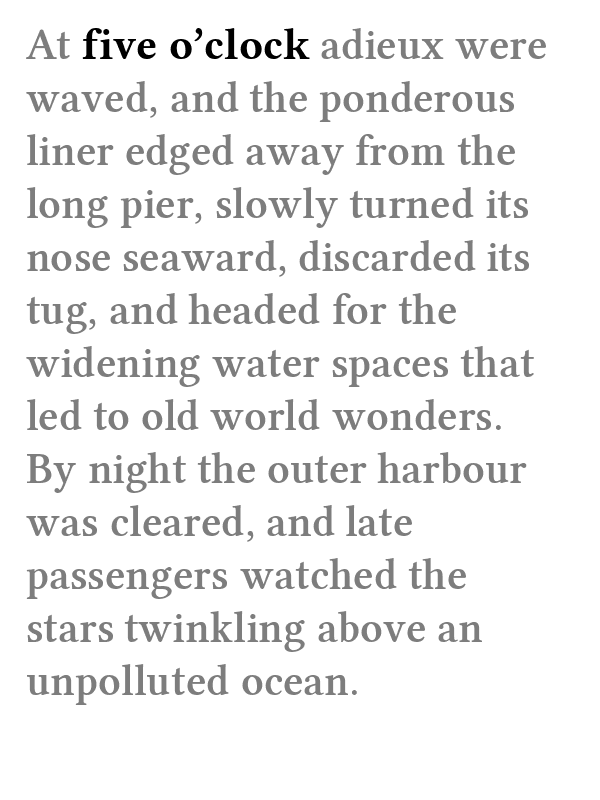 At five o’clock adieux were
waved, and the ponderous
liner edged away from the
long pier, slowly turned its
nose seaward, discarded its
tug, and headed for the
widening water spaces that
led to old world wonders.
By night the outer harbour
was cleared, and late
passengers watched the
stars twinkling above an
unpolluted ocean.